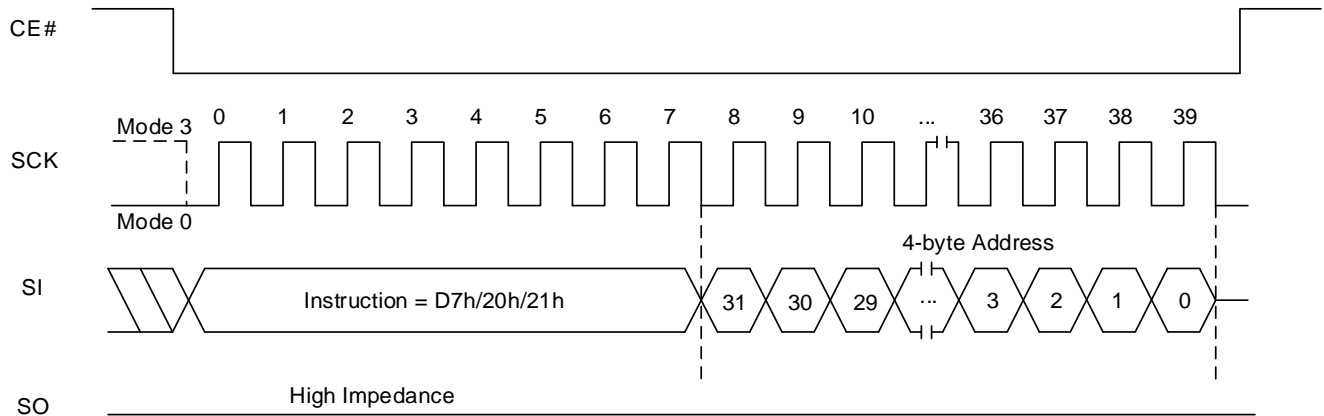 CE#
0 1 2 3 4 5 6 7 8 9 10 ... 36 37 38 39
Mode 3
SCK
Mode 0
4-byte Address
SI
Instruction = D7h/20h/21h 31 30 29 ... 3 2 1 0
High Impedance
SO